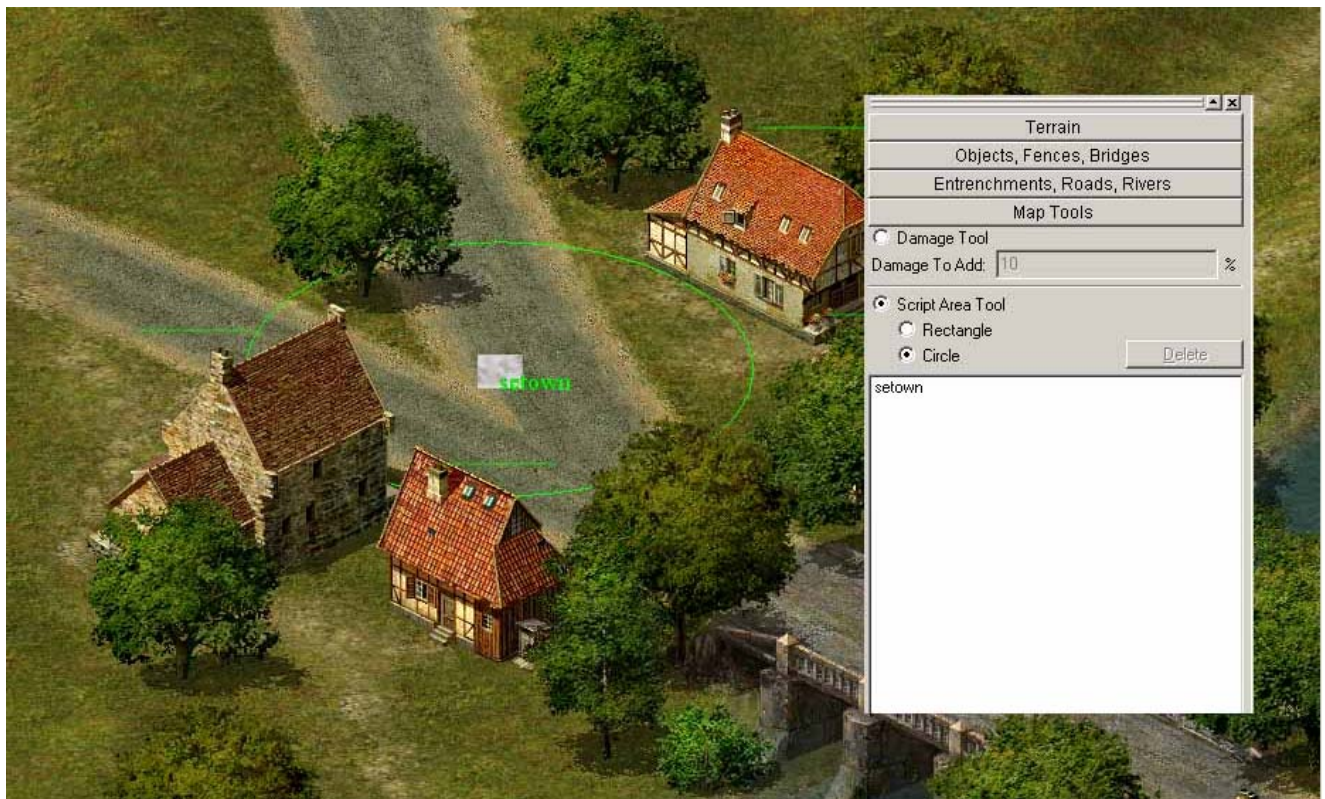 Terrain
Objects, Fences, Bridges
Entrenchments, Roads, Rivers
Map Tools
Damage Tool
Damage To Add: 10 %
Script Area Tool
Rectangle
Circle Delete
setown
setown